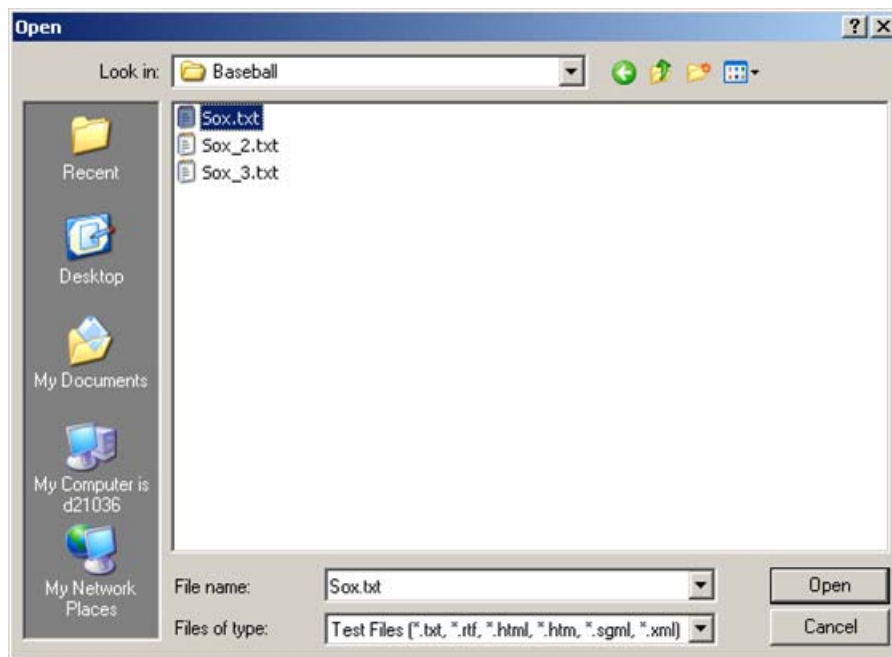 Open
Look in:
Baseball
Sox.txt
Sox_2.txt
Sox_3.txt
Recent
Desktop
My Documents
My Computer is
d21036
My Network
Places
File name:
Sox.txt
Open
Files of type:
Test Files (*.txt, *.rtf, *.html, *.htm, *.sgml, *.xml)
Cancel